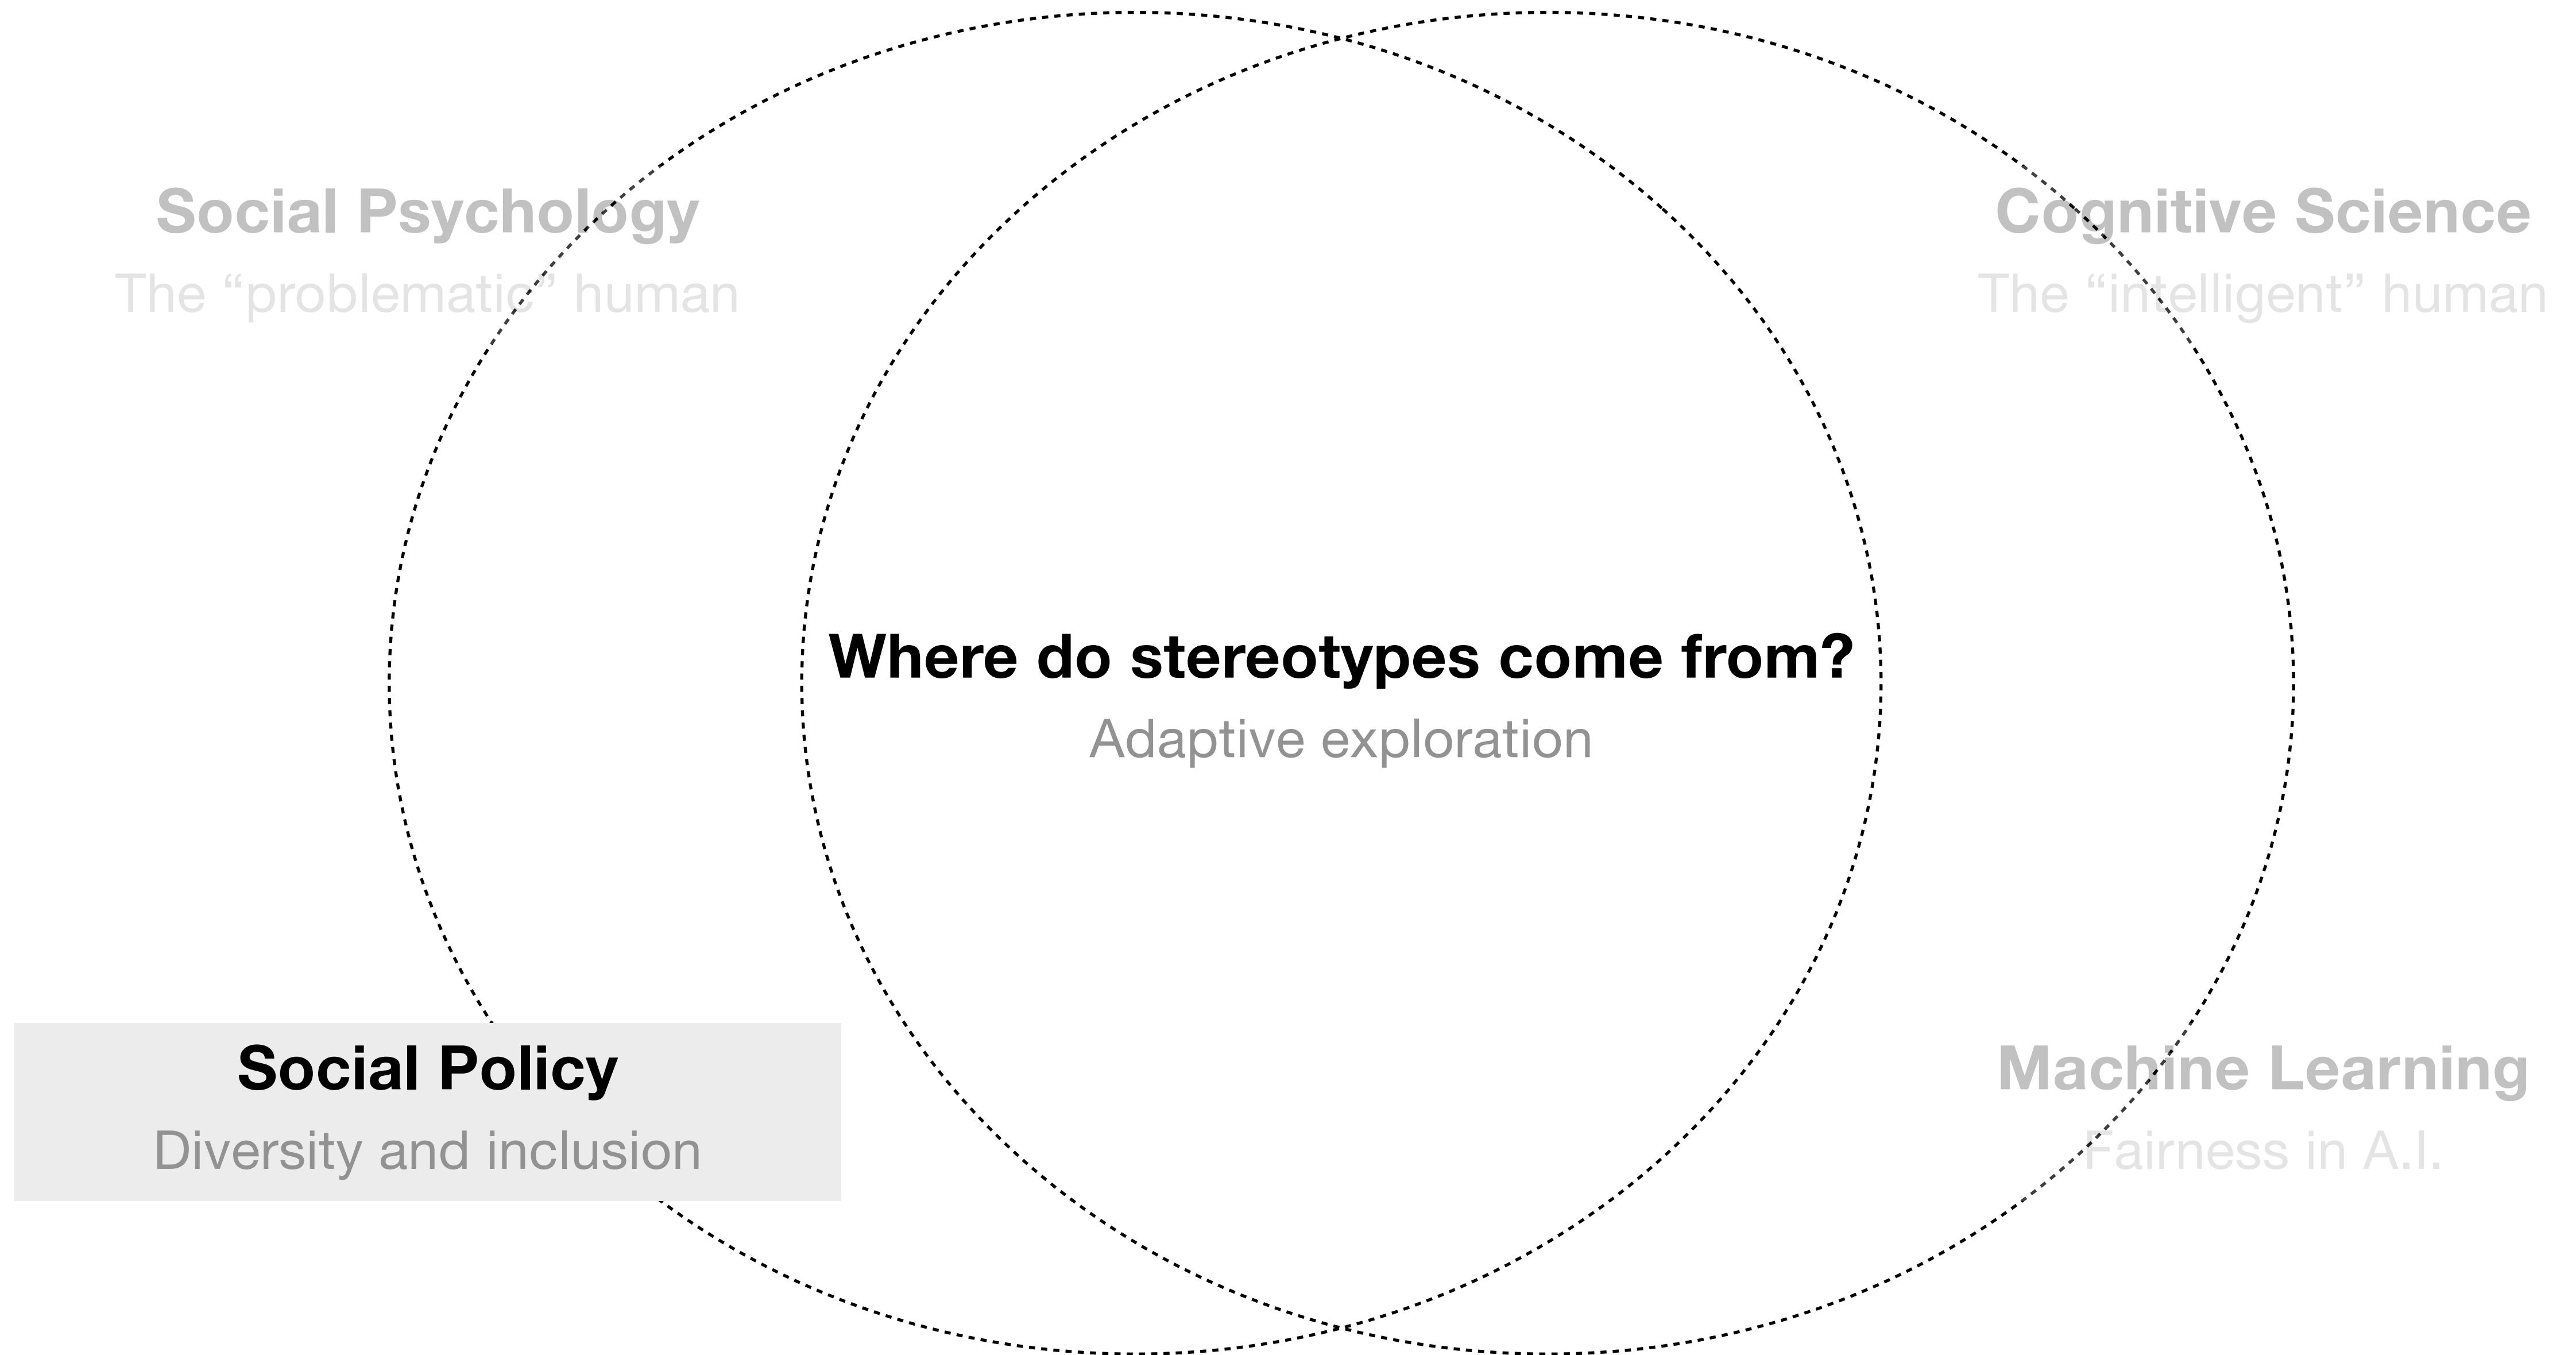 Social Psychology
The “problematic” human
Cognitive Science
The “intelligent” human
Where do stereotypes come from?
Adaptive exploration
Social Policy
Diversity and inclusion
Machine Learning
Fairness in A.I.